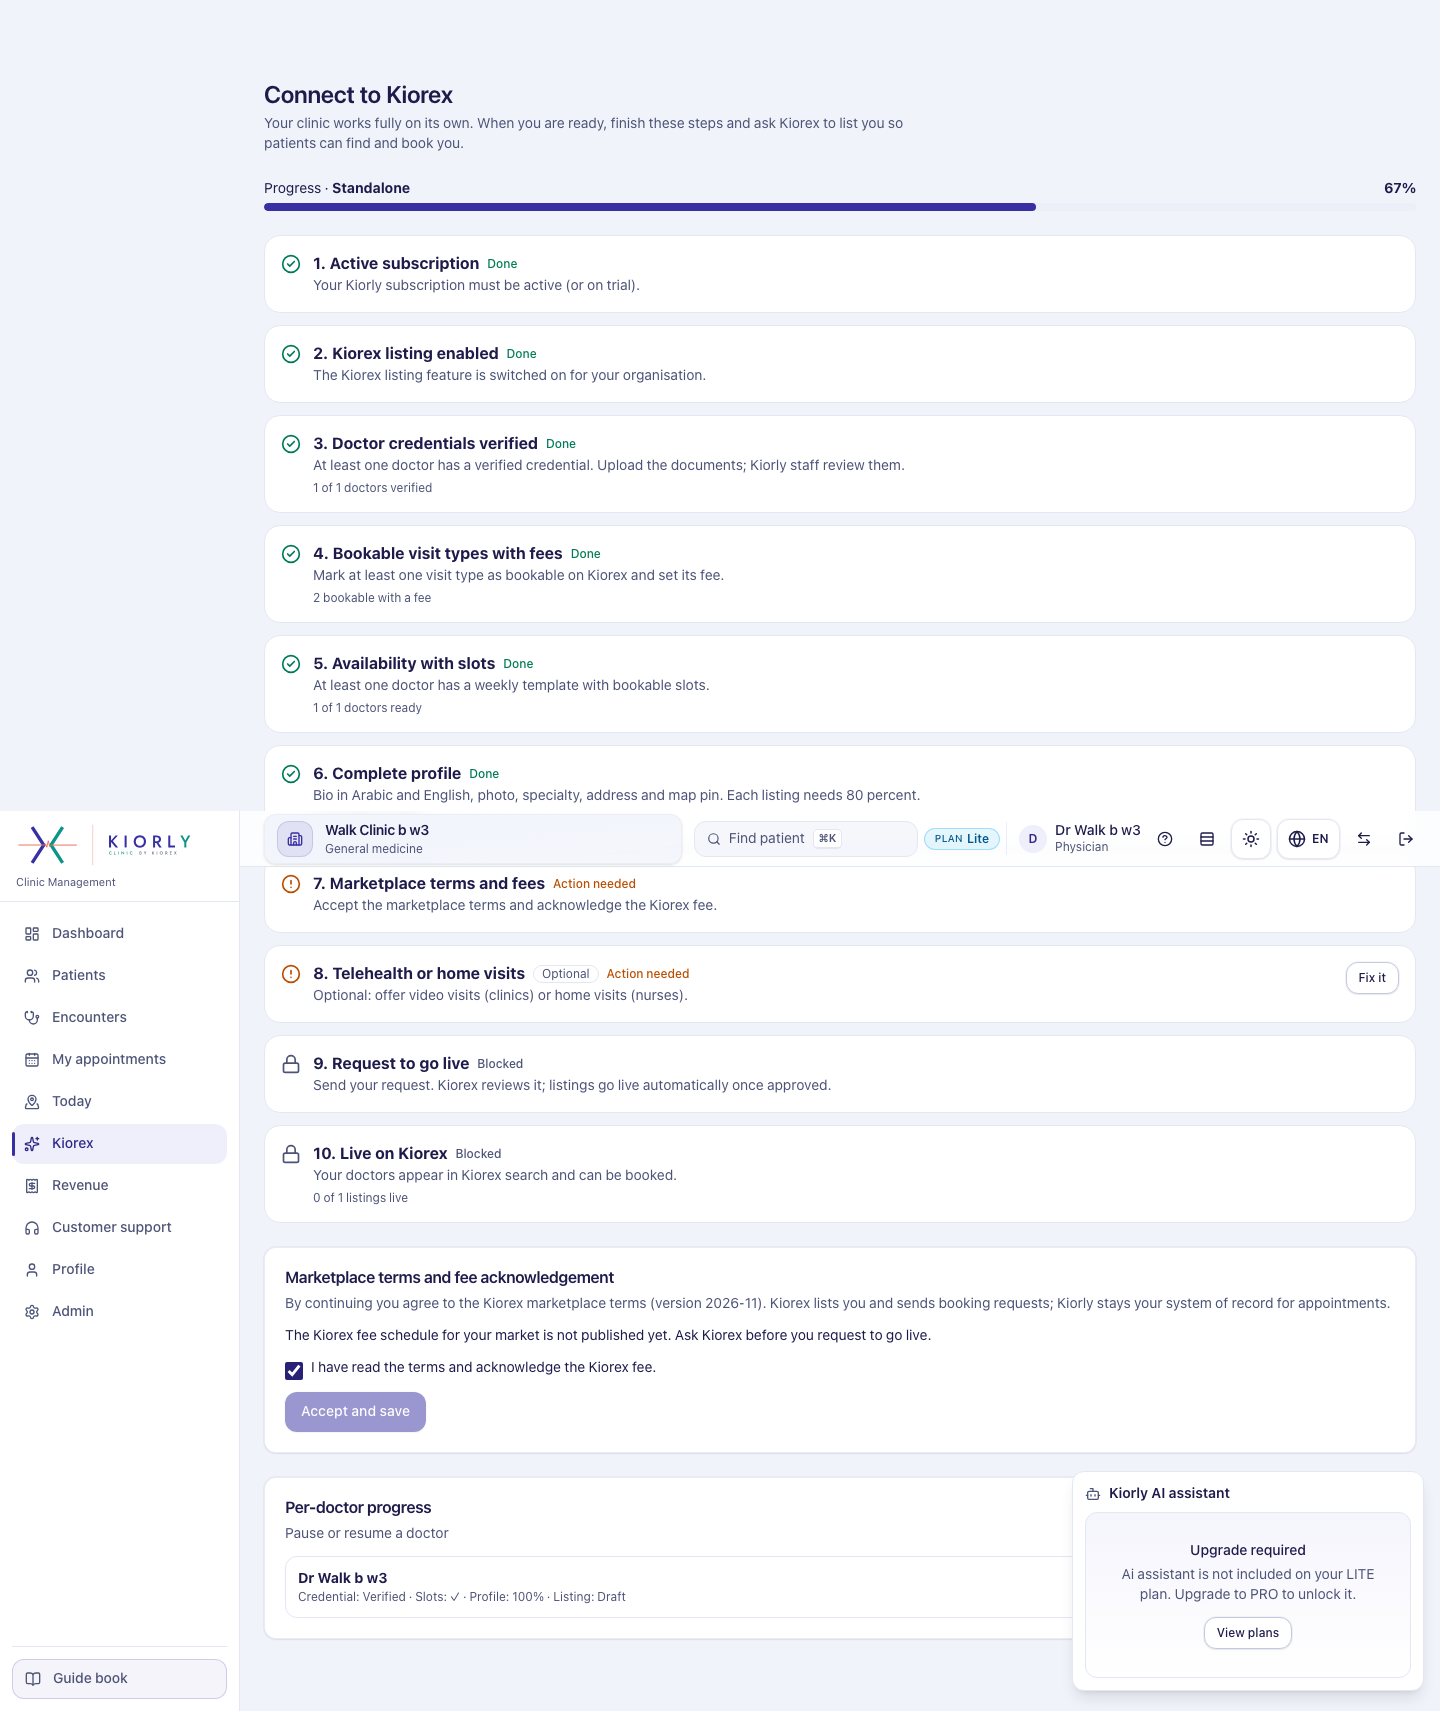 Connect to Kiorex
Your clinic works fully on its own. When you are ready, finish these steps and ask Kiorex to list you so
patients can find and book you.
Progress · Standalone
67%
1. Active subscription Done
Your Kiorly subscription must be active (or on trial).
2. Kiorex listing enabled Done
The Kiorex listing feature is switched on for your organisation.
3. Doctor credentials verified Done
At least one doctor has a verified credential. Upload the documents; Kiorly staff review them.
1 of 1 doctors verified
4. Bookable visit types with fees Done
Mark at least one visit type as bookable on Kiorex and set its fee.
2 bookable with a fee
5. Availability with slots Done
At least one doctor has a weekly template with bookable slots.
1 of 1 doctors ready
6. Complete profile Done
Bio in Arabic and English, photo, specialty, address and map pin. Each listing needs 80 percent.
KIORLY
CLINIC BY KIOREX
Clinic Management
Walk Clinic b w3
General medicine
Find patient ⌘K
PLAN Lite
D
Dr Walk b w3
Physician
EN
7. Marketplace terms and fees Action needed
Accept the marketplace terms and acknowledge the Kiorex fee.
8. Telehealth or home visits Optional Action needed
Optional: offer video visits (clinics) or home visits (nurses).
Fix it
9. Request to go live Blocked
Send your request. Kiorex reviews it; listings go live automatically once approved.
10. Live on Kiorex Blocked
Your doctors appear in Kiorex search and can be booked.
0 of 1 listings live
Dashboard
Patients
Encounters
My appointments
Today
Kiorex
Revenue
Customer support
Profile
Admin
Guide book
Marketplace terms and fee acknowledgement
By continuing you agree to the Kiorex marketplace terms (version 2026-11). Kiorex lists you and sends booking requests; Kiorly stays your system of record for appointments.
The Kiorex fee schedule for your market is not published yet. Ask Kiorex before you request to go live.
I have read the terms and acknowledge the Kiorex fee.
Accept and save
Per-doctor progress
Pause or resume a doctor
Dr Walk b w3
Credential: Verified · Slots: ✓ · Profile: 100% · Listing: Draft
Kiorly AI assistant
Upgrade required
Ai assistant is not included on your LITE
plan. Upgrade to PRO to unlock it.
View plans